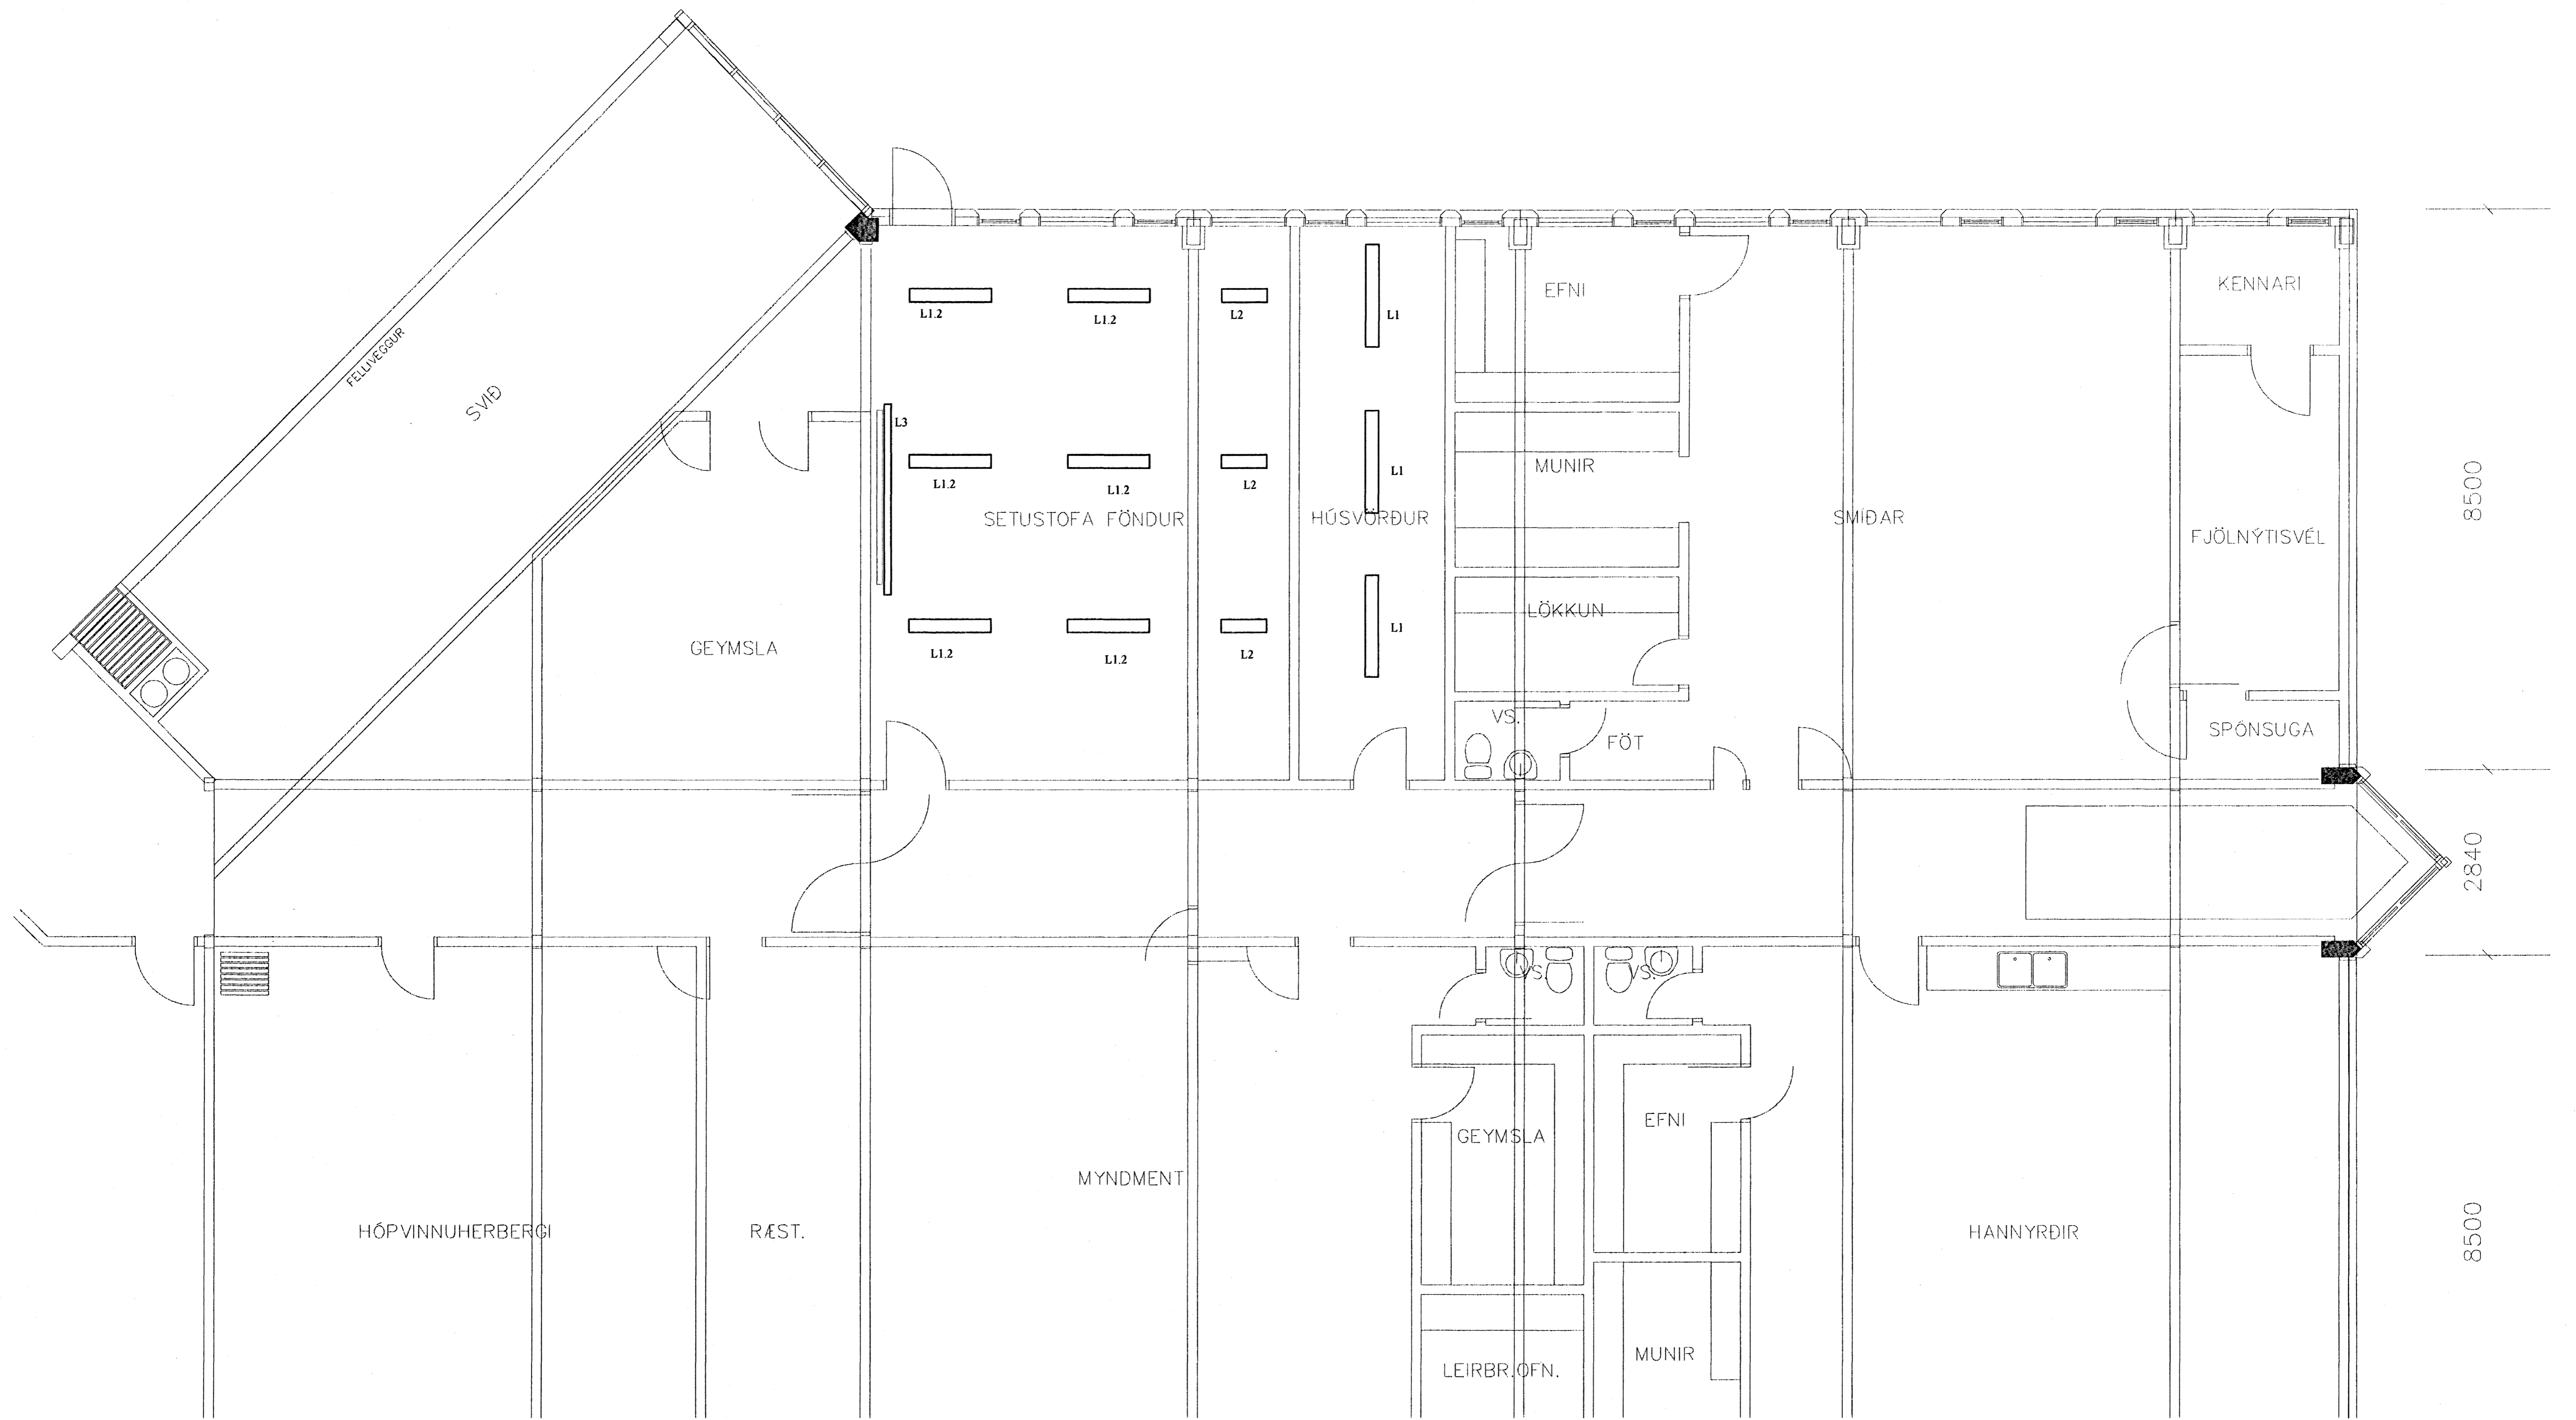 EFNI
KENNARI
L1.2
L1.2
L2
L1
FELLIVEGGUR
SVIÐ
L3
L1.2
L1.2
L2
L1
MUNIR
8500
SETUSTOFA FÖNDUR
HÚSVÖRÐUR
SMÍÐAR
FJÖLNÝTISVÉL
LÖKKUN
GEYMSLA
L1.2
L1.2
L2
L1
VS.
FÖT
SPÓNSUGA
2840
VS.
VS.
GEYMSLA
EFNI
MYNDMENT
HÓPVINNUHERBERGI
RÆST.
HANNYRÐIR
8500
LEIRBR.OFN.
MUNIR